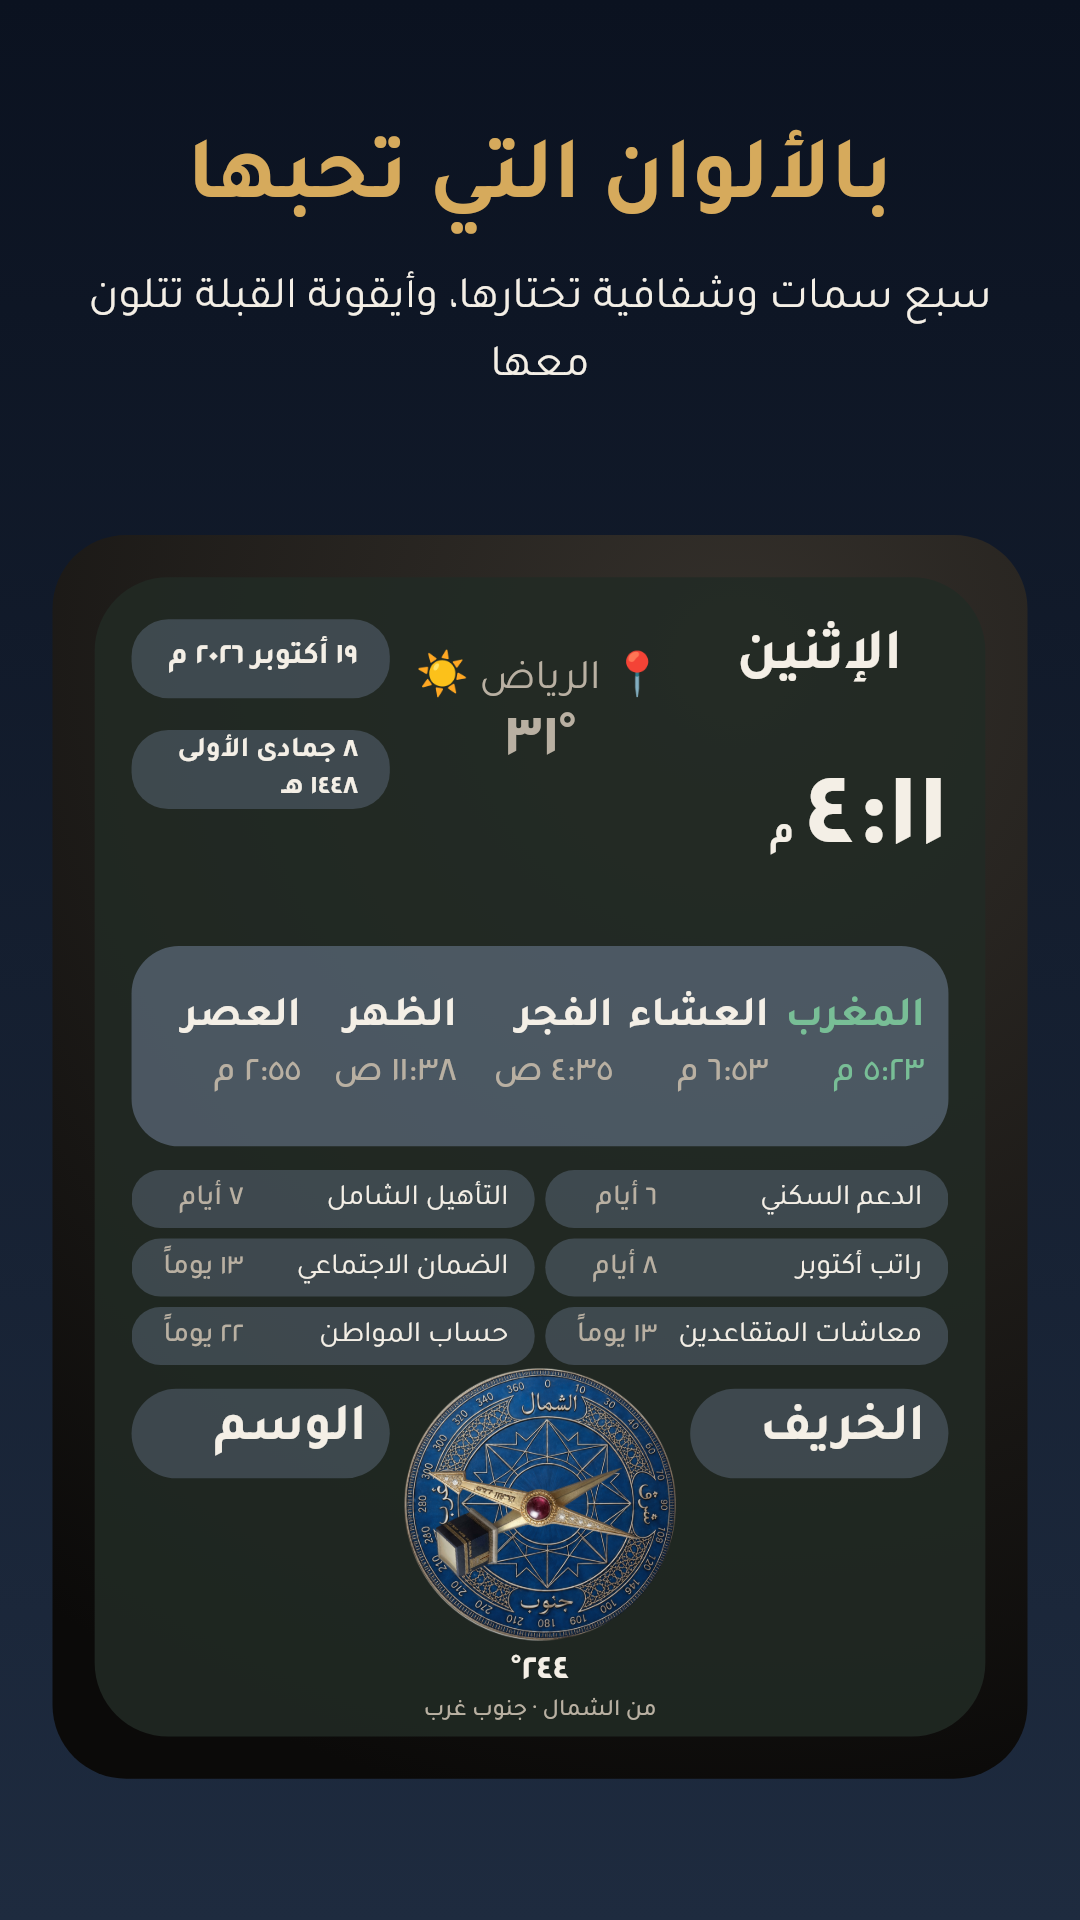 بالألوان التي تحبها
سبع سمات وشفافية تختارها، وأيقونة القبلة تتلون
معها
الإثنين
📍 الرياض ☀️
٣١°
١٩ أكتوبر ٢٠٢٦ م
٨ جمادى الأولى
١٤٤٨ هـ
٤:١١ م
المغرب العشاء الفجر الظهر العصر
٥:٢٣ م ٦:٥٣ م ٤:٣٥ ص ١١:٣٨ ص ٢:٥٥ م
الدعم السكني ٦ أيام
التأهيل الشامل ٧ أيام
راتب أكتوبر ٨ أيام
الضمان الاجتماعي ١٣ يوماً
معاشات المتقاعدين ١٣ يوماً
حساب المواطن ٢٢ يوماً
الخريف
الوسم
الشمال
شرق
غرب
جنوب
٢٤٤°
من الشمال · جنوب غرب